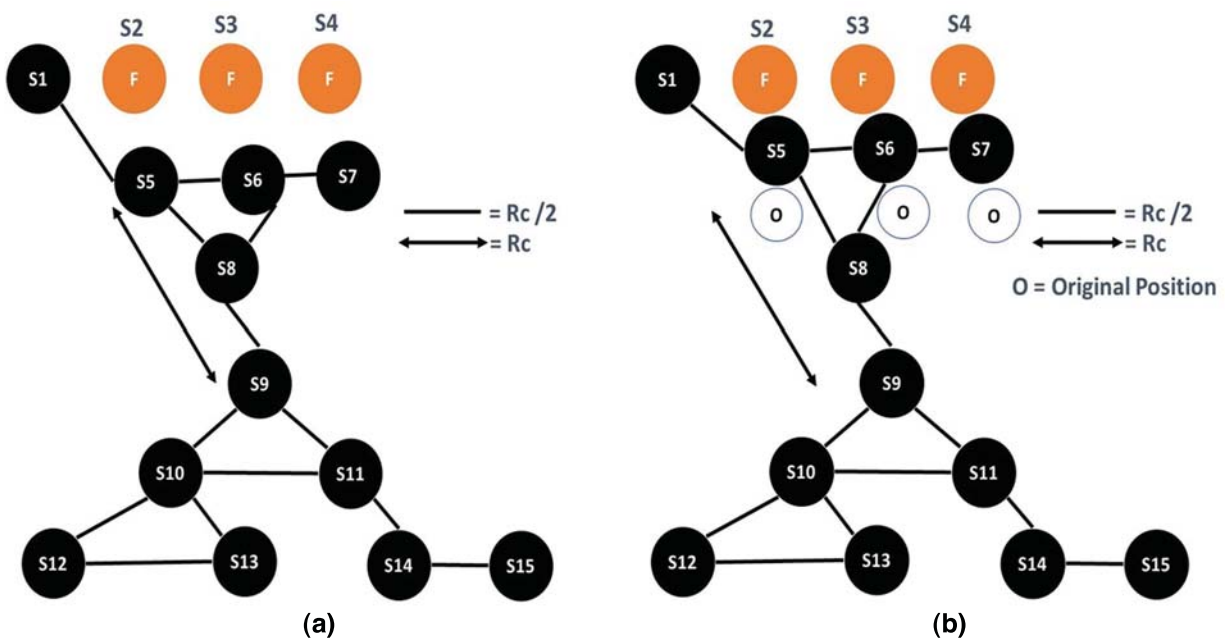 S2 S3 S4
S1 F F F
S5 S6 S7
= Rc /2
= Rc
S8
S9
S10 S11
S12 S13 S14 S15
(a)
S2 S3 S4
S1 F F F
S5 S6 S7
O O O
= Rc /2
= Rc
S8
O = Original Position
S9
S10 S11
S12 S13 S14 S15
(b)